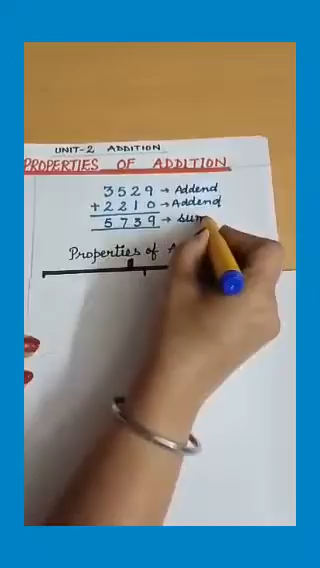 UNIT-2 ADDITION
PROPERTIES OF ADDITION
3529 → Addend
+2210 → Addend
5739 → sum
Properties of A